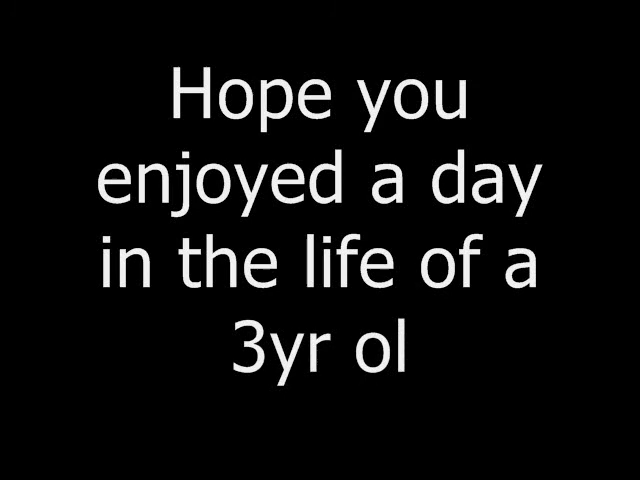 Hope you
enjoyed a day
in the life of a
3yr ol